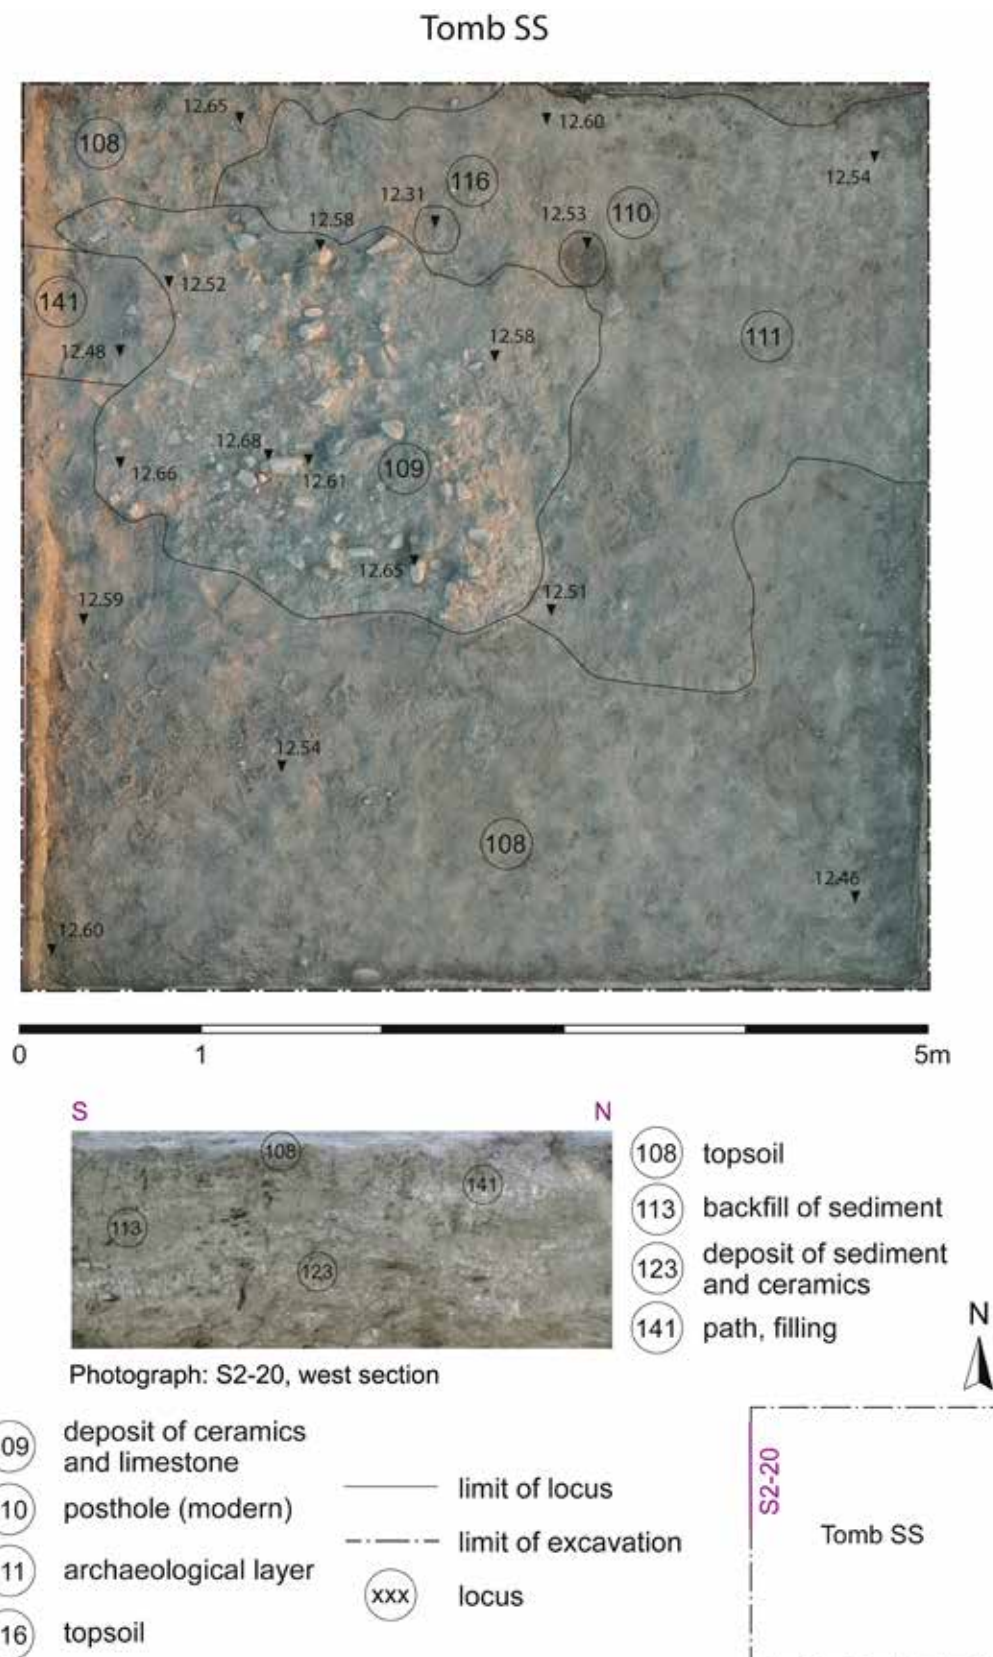 Tomb SS
12.65
12.60
108
116
12.54
12.31
12.58
12.53
110
12.52
141
12.48
12.58
111
12.68
12.66
12.61
109
12.65
12.59
12.51
12.54
108
12.46
12.60
0 1 5m
S N
108
141
113
123
108 topsoil
113 backfill of sediment
123 deposit of sediment
and ceramics
141 path, filling
Photograph: S2-20, west section
N
09 deposit of ceramics
and limestone
10 posthole (modern)
11 archaeological layer
16 topsoil
limit of locus
limit of excavation
xxx locus
S2-20
Tomb SS